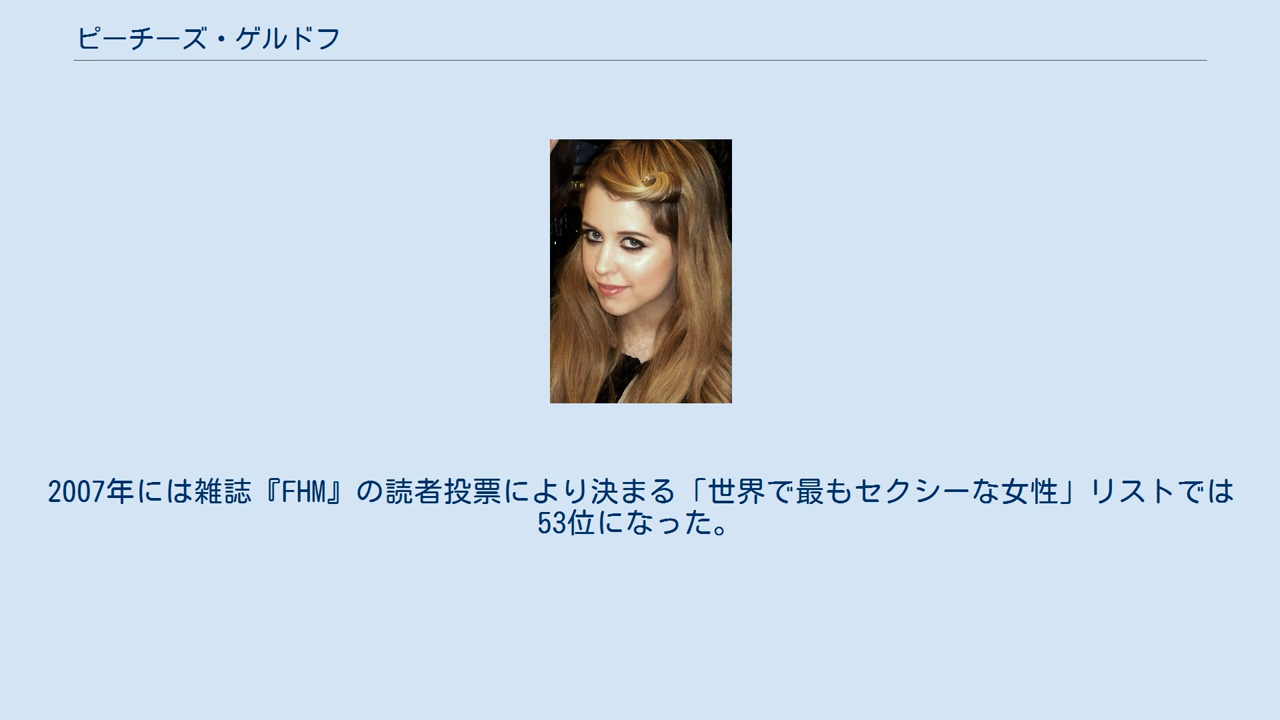 ピーチーズ・ゲルドフ
2007年には雑誌『FHM』の読者投票により決まる「世界で最もセクシーな女性」リストでは
53位になった。